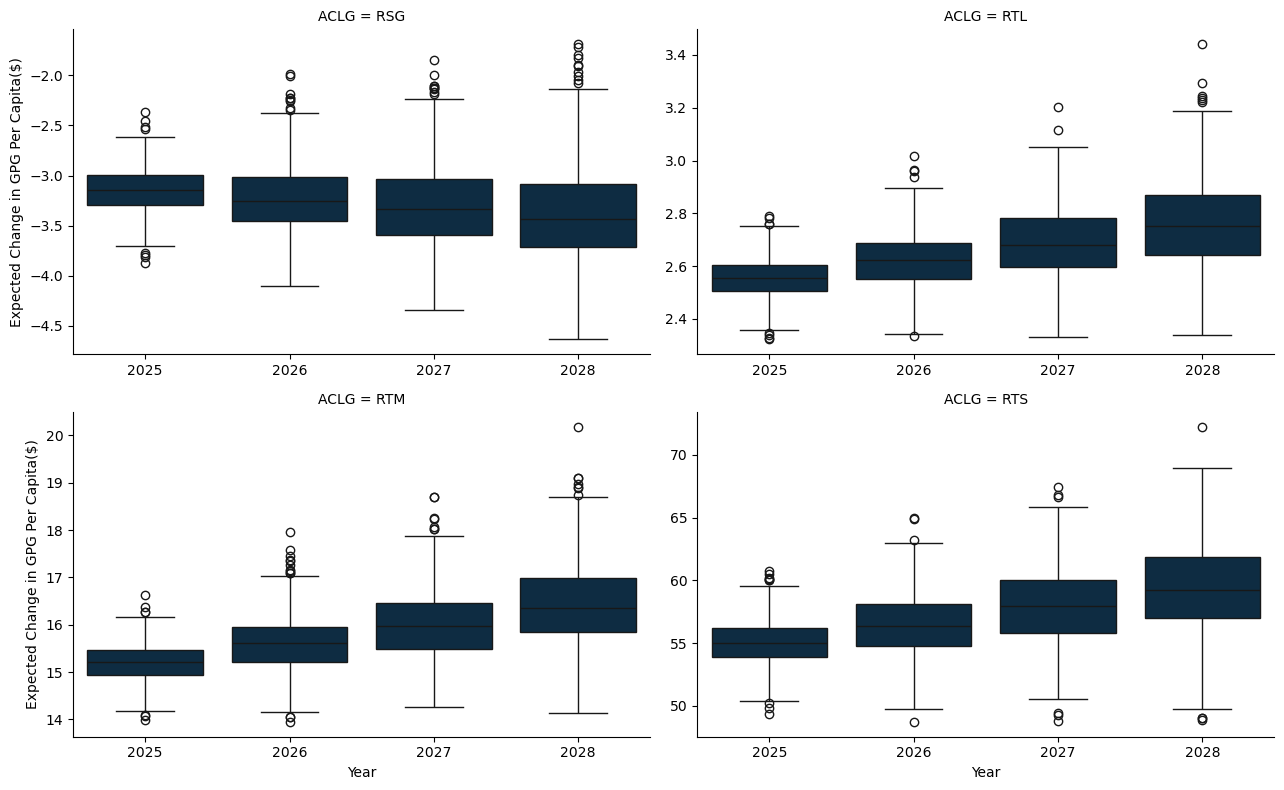 ACLG = RSG
Expected Change in GPG Per Capita($)
−2.0
−2.5
−3.0
−3.5
−4.0
−4.5
2025 2026 2027 2028
ACLG = RTL
3.4
3.2
3.0
2.8
2.6
2.4
2025 2026 2027 2028
ACLG = RTM
Expected Change in GPG Per Capita($)
20
19
18
17
16
15
14
2025 2026 2027 2028
Year
ACLG = RTS
70
65
60
55
50
2025 2026 2027 2028
Year